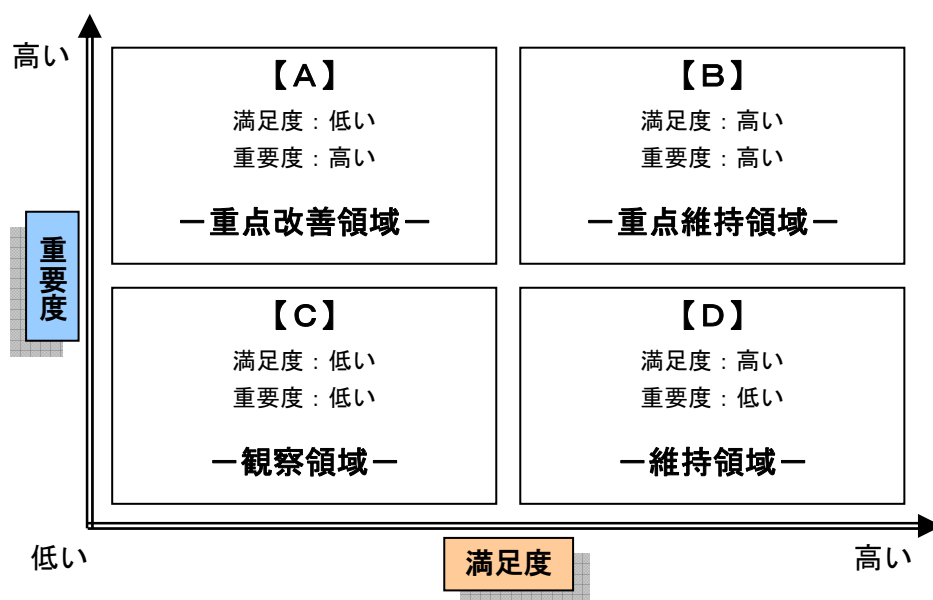 高い
【A】
満足度：低い
重要度：高い
－重点改善領域－
【B】
満足度：高い
重要度：高い
－重点維持領域－
重要度
【C】
満足度：低い
重要度：低い
－観察領域－
【D】
満足度：高い
重要度：低い
－維持領域－
低い
満足度
高い